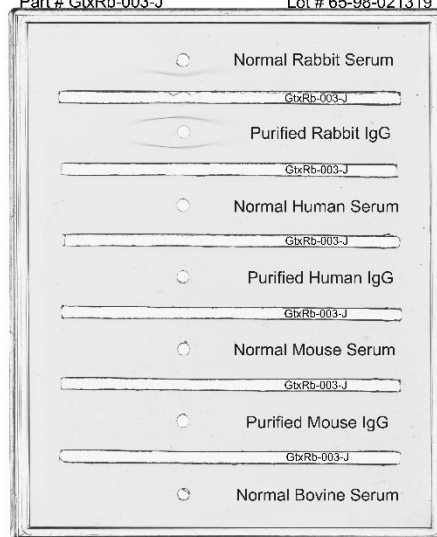 Part # GtxRb-003-J Lot # 65-98-021319
Normal Rabbit Serum
GtxRb-003-J
Purified Rabbit IgG
GtxRb-003-J
Normal Human Serum
GtxRb-003-J
Purified Human IgG
GtxRb-003-J
Normal Mouse Serum
GtxRb-003-J
Purified Mouse IgG
GtxRb-003-J
Normal Bovine Serum